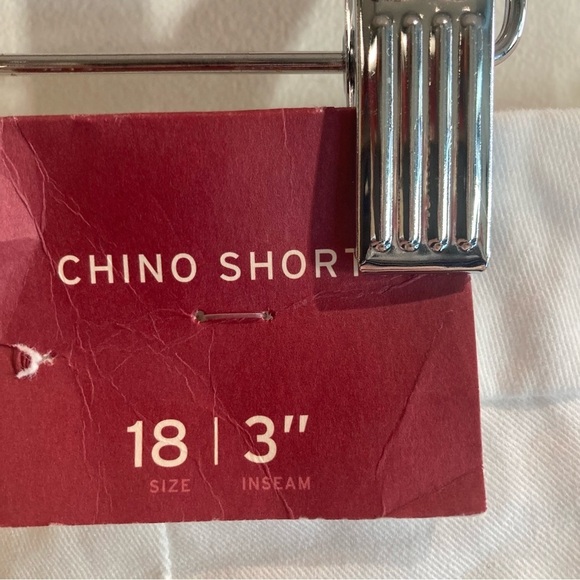 CHINO SHORT
18 | 3"
SIZE INSEAM